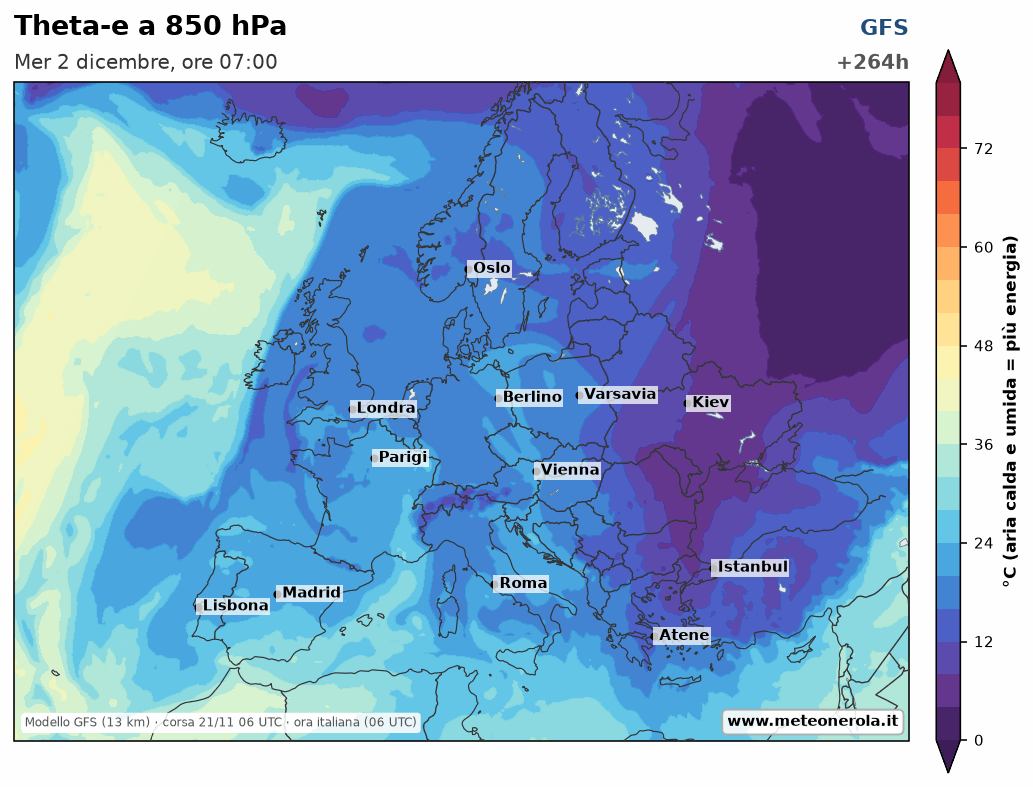 Theta-e a 850 hPa
GFS
Mer 2 dicembre, ore 07:00
+264h
72
60
48
36
24
12
0
°C (aria calda e umida = più energia)
Oslo
Berlino
Varsavia
Kiev
Londra
Parigi
Vienna
Istanbul
Roma
Madrid
Lisbona
Atene
Modello GFS (13 km) · corsa 21/11 06 UTC · ora italiana (06 UTC)
www.meteonerola.it